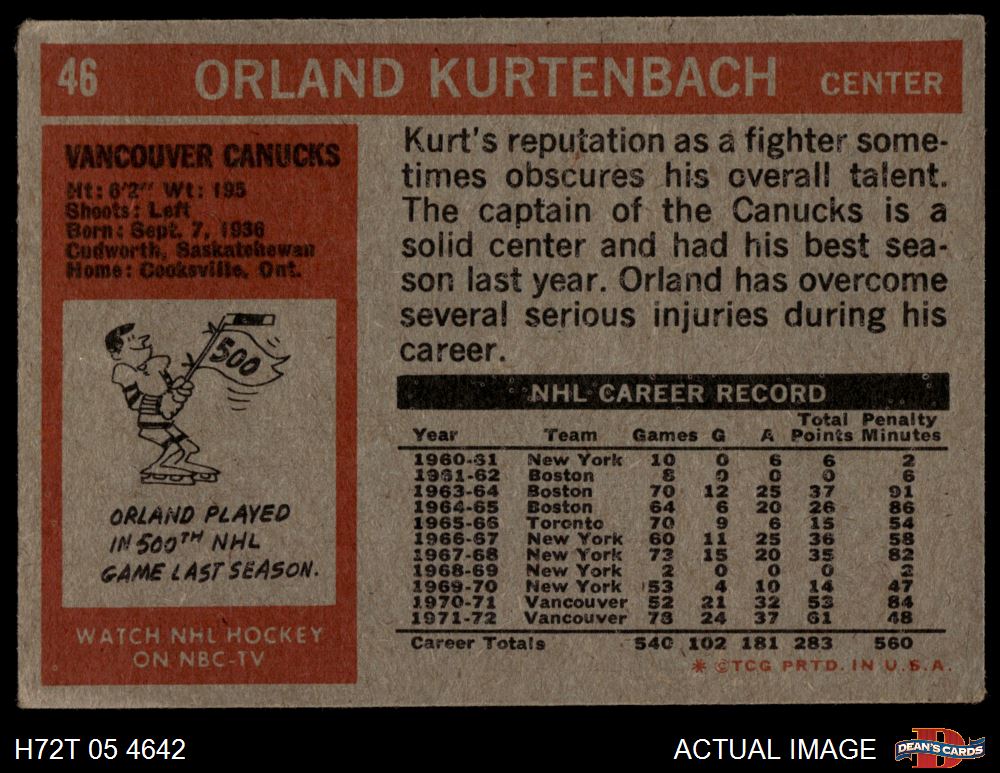 46 ORLAND KURTENBACH CENTER
VANCOUVER CANUCKS
Ht: 6'2" Wt: 195
Shoots: Left
Born: Sept. 7, 1936
Cudworth, Saskatchewan
Home: Cooksville, Ont.
500
ORLAND PLAYED
IN 500TH NHL
GAME LAST SEASON.
WATCH NHL HOCKEY
ON NBC-TV
Kurt's reputation as a fighter some-
times obscures his overall talent.
The captain of the Canucks is a
solid center and had his best sea-
son last year. Orland has overcome
several serious injuries during his
career.
NHL CAREER RECORD
Year Team Games G A Total Points Penalty Minutes
1960-61 New York 10 0 6 6 2
1961-62 Boston 8 0 0 0 6
1963-64 Boston 70 12 25 37 91
1964-65 Boston 64 6 20 26 86
1965-66 Toronto 70 9 6 15 54
1966-67 New York 60 11 25 36 58
1967-68 New York 73 15 20 35 82
1968-69 New York 2 0 0 0 2
1969-70 New York 53 4 10 14 47
1970-71 Vancouver 52 21 32 53 84
1971-72 Vancouver 78 24 37 61 48
Career Totals 540 102 181 283 560
* ©TCG PRTD. IN U.S.A.
H72T 05 4642
ACTUAL IMAGE
D
DEAN'S CARDS